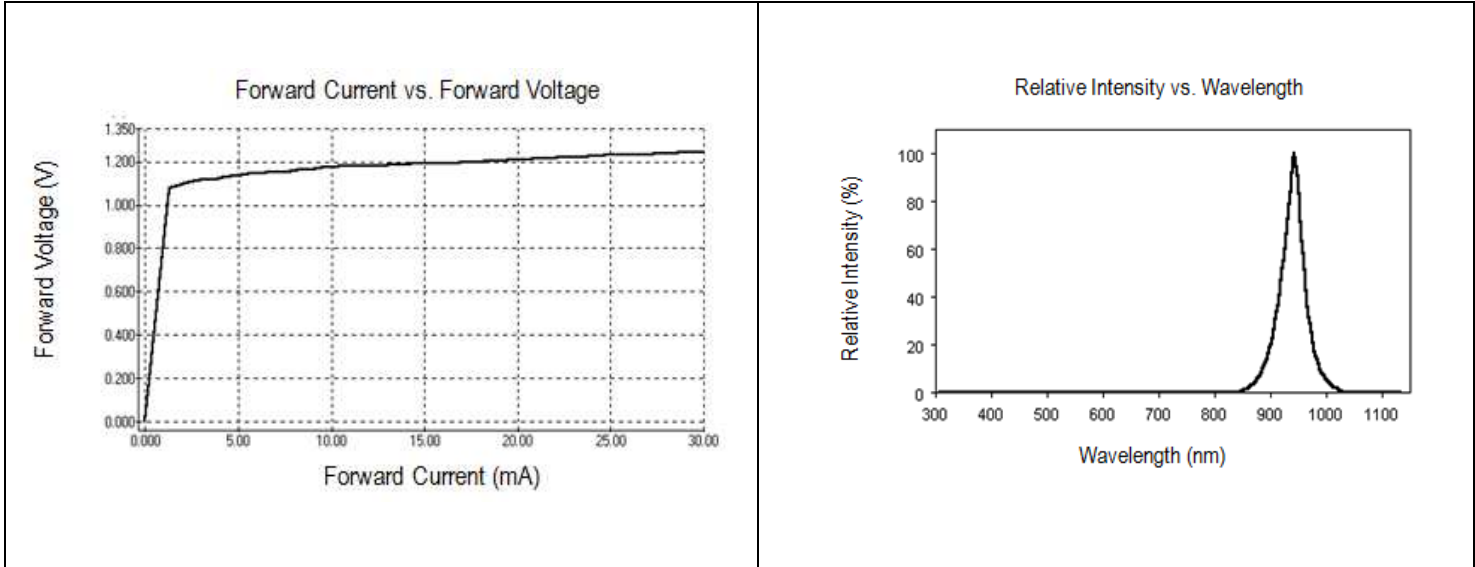 Forward Current vs. Forward Voltage
Forward Voltage (V)
1.350
1.200
1.000
0.800
0.600
0.400
0.200
0.000
0.000 5.00 10.00 15.00 20.00 25.00 30.00
Forward Current (mA)
Relative Intensity vs. Wavelength
Relative Intensity (%)
100
80
60
40
20
0
300 400 500 600 700 800 900 1000 1100
Wavelength (nm)